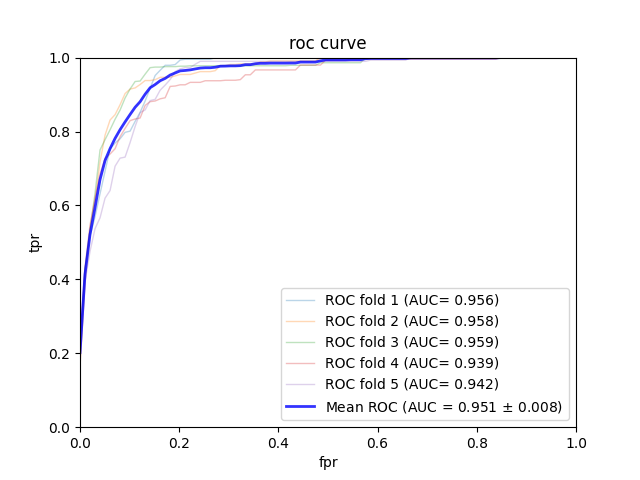 roc curve
1.0
0.8
0.6
0.4
0.2
0.0
tpr
ROC fold 1 (AUC= 0.956)
ROC fold 2 (AUC= 0.958)
ROC fold 3 (AUC= 0.959)
ROC fold 4 (AUC= 0.939)
ROC fold 5 (AUC= 0.942)
Mean ROC (AUC = 0.951 ± 0.008)
0.0 0.2 0.4 0.6 0.8 1.0
fpr